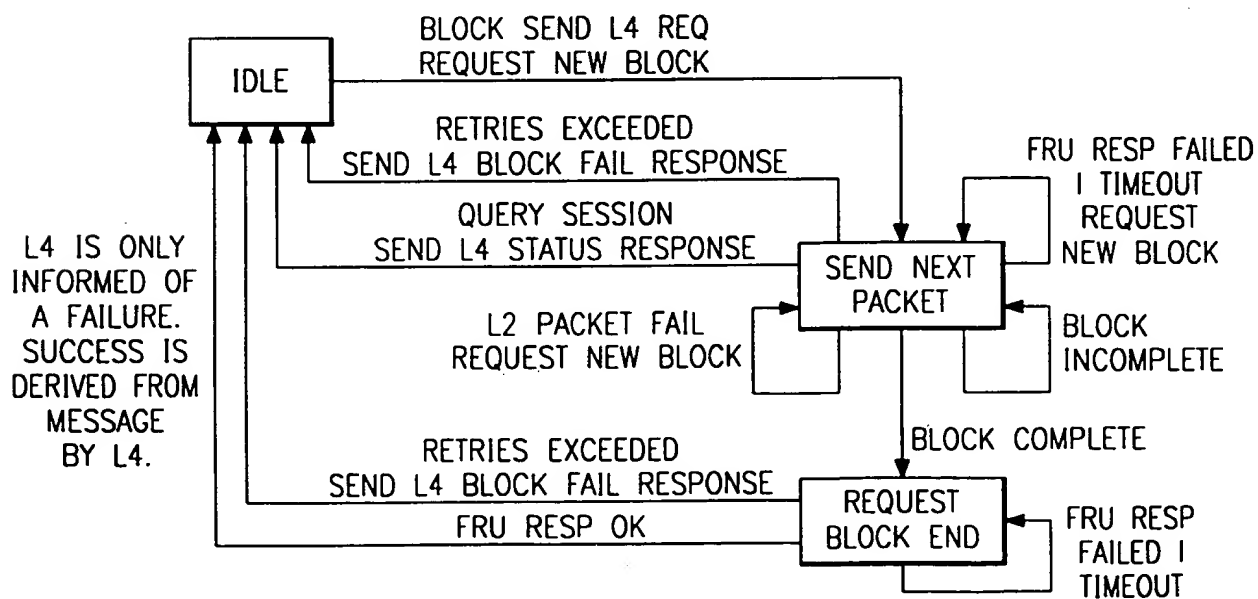 BLOCK SEND L4 REQ
REQUEST NEW BLOCK
IDLE
RETRIES EXCEEDED
SEND L4 BLOCK FAIL RESPONSE
FRU RESP FAILED
I TIMEOUT
REQUEST
NEW BLOCK
QUERY SESSION
SEND L4 STATUS RESPONSE
L4 IS ONLY
INFORMED OF
A FAILURE.
SUCCESS IS
DERIVED FROM
MESSAGE
BY L4.
SEND NEXT
PACKET
L2 PACKET FAIL
REQUEST NEW BLOCK
BLOCK
INCOMPLETE
BLOCK COMPLETE
RETRIES EXCEEDED
SEND L4 BLOCK FAIL RESPONSE
FRU RESP OK
REQUEST
BLOCK END
FRU RESP
FAILED I
TIMEOUT